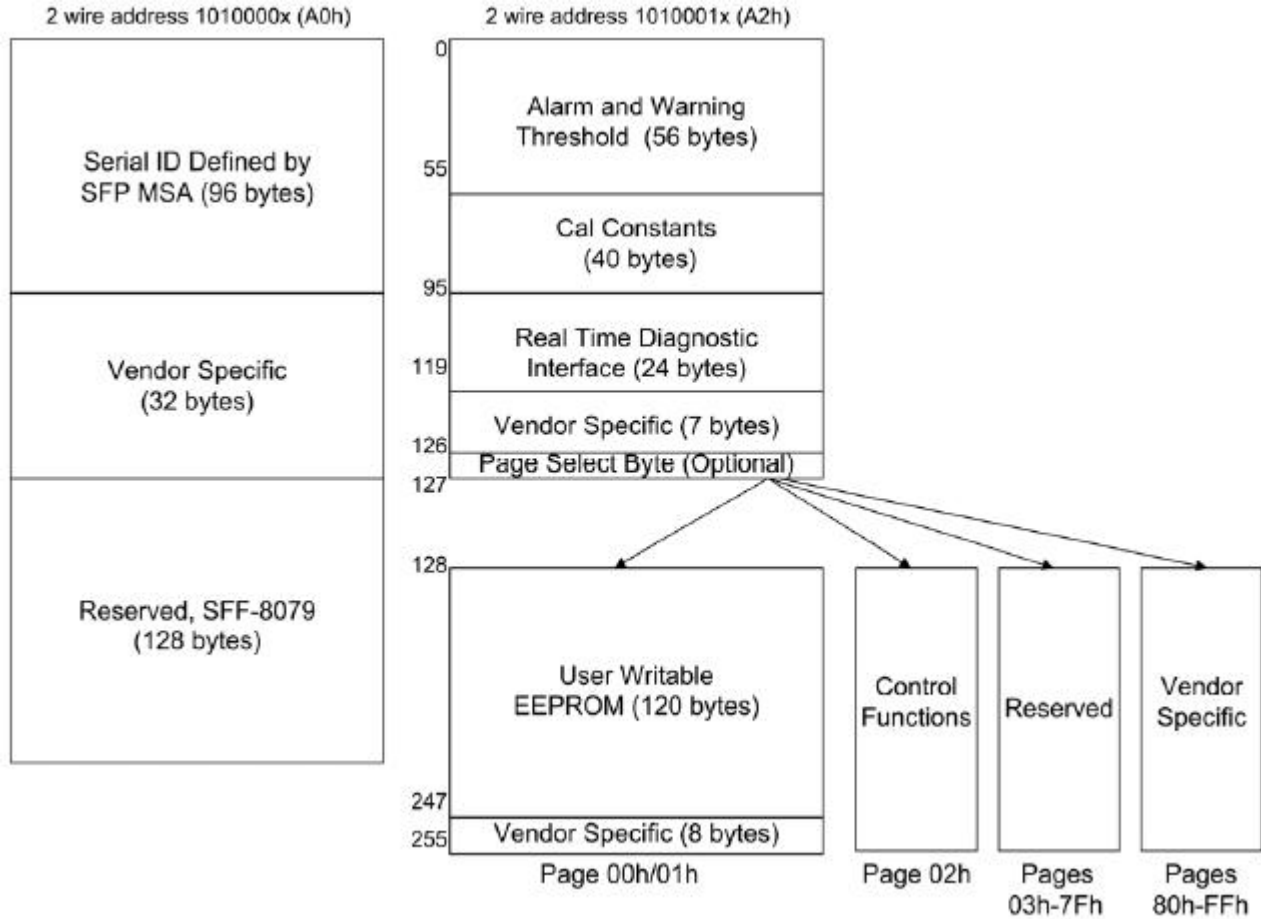 2 wire address 1010000x (A0h)
Serial ID Defined by
SFP MSA (96 bytes)
Vendor Specific
(32 bytes)
Reserved, SFF-8079
(128 bytes)
2 wire address 1010001x (A2h)
0
Alarm and Warning
Threshold (56 bytes)
55
Cal Constants
(40 bytes)
95
Real Time Diagnostic
Interface (24 bytes)
119
Vendor Specific (7 bytes)
126
Page Select Byte (Optional)
127
128
User Writable
EEPROM (120 bytes)
247
Vendor Specific (8 bytes)
255
Page 00h/01h
Control
Functions
Page 02h
Reserved
Pages
03h-7Fh
Vendor
Specific
Pages
80h-FFh